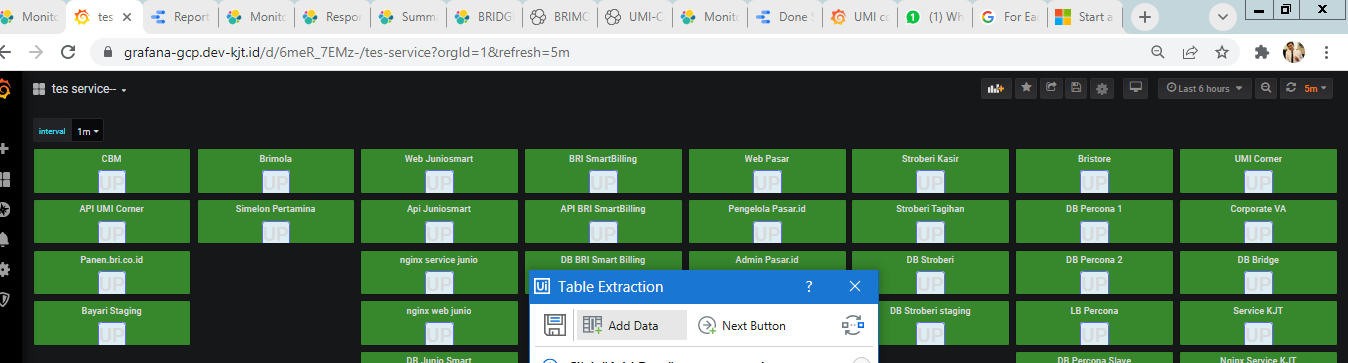 Monito
tes
Report
Monito
Respor
Summa
BRIDG
BRIMC
UMI-C
Monito
Done S
UMI co
(1) Wh
For Ea
Start a
grafana-gcp.dev-kjt.id/d/6meR_7EMz-/tes-service?orgId=1&refresh=5m
tes service--
Last 6 hours
5m
interval
1m
CBM
Brimola
Web Juniosmart
BRI SmartBilling
Web Pasar
Stroberi Kasir
Bristore
UMI Corner
UP
UP
UP
UP
UP
UP
UP
UP
API UMI Corner
Simelon Pertamina
Api Juniosmart
API BRI SmartBilling
Pengelola Pasar.id
Stroberi Tagihan
DB Percona 1
Corporate VA
UP
UP
UP
UP
UP
UP
UP
UP
Panen.bri.co.id
nginx service junio
DB BRI Smart Billing
Admin Pasar.id
DB Stroberi
DB Percona 2
DB Bridge
UP
UP
UP
UP
UP
Bayari Staging
nginx web junio
DB Stroberi staging
LB Percona
Service KJT
UP
UP
UP
UP
UP
DB Junio Smart
DB Percona Slave
Nginx Service KJT
Ui
Table Extraction
?
Add Data
Next Button